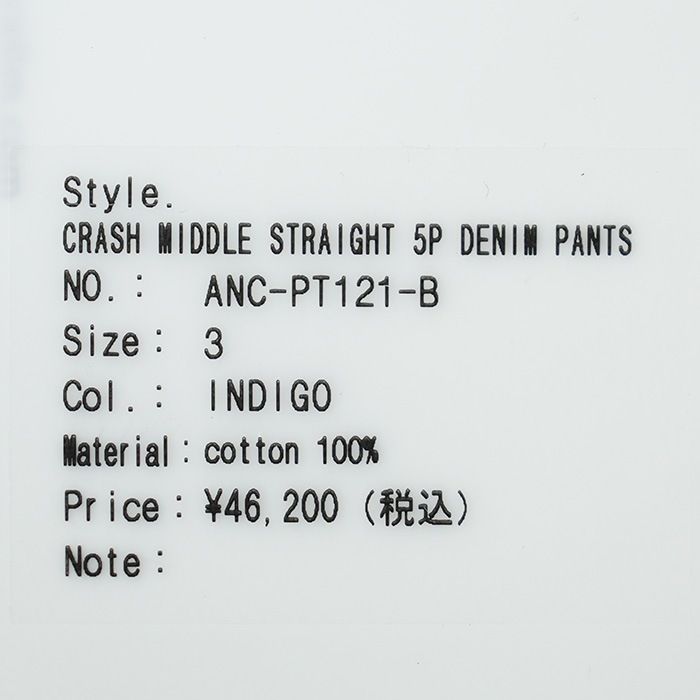 Style.
CRASH MIDDLE STRAIGHT 5P DENIM PANTS
NO.: ANC-PT121-B
Size: 3
Col.: INDIGO
Material: cotton 100%
Price: ¥46,200 (税込)
Note: